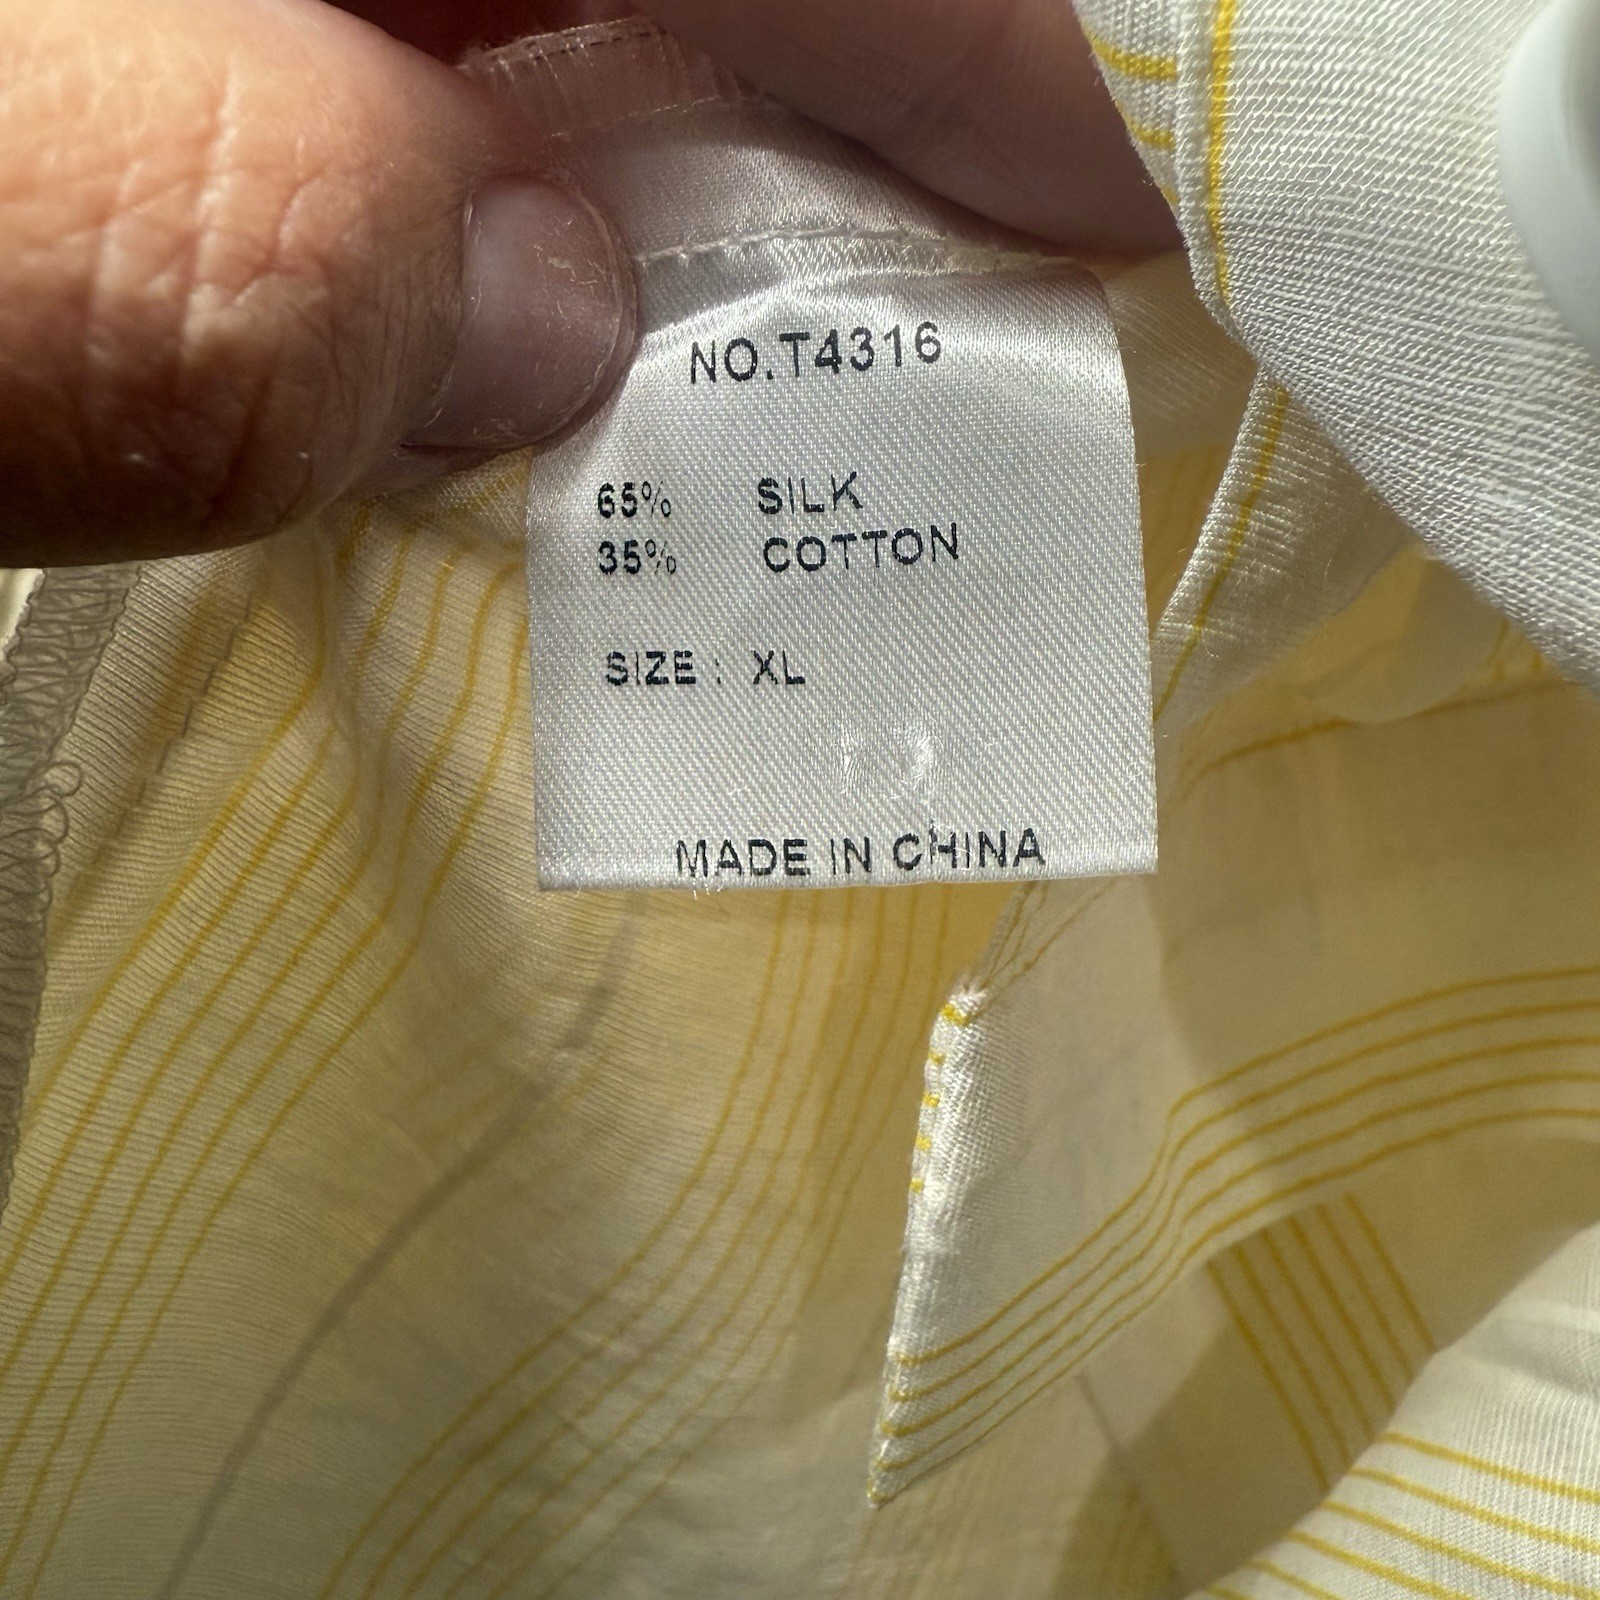 NO.T4316
65% SILK
35% COTTON
SIZE : XL
MADE IN CHINA